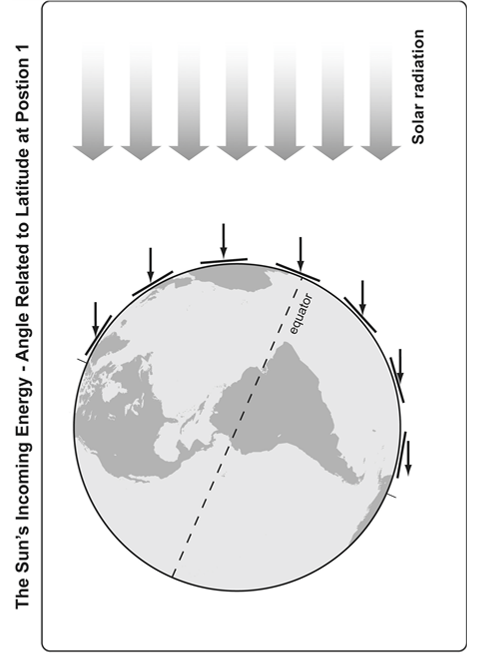 The Sun's Incoming Energy - Angle Related to Latitude at Postion 1
Solar radiation
equator